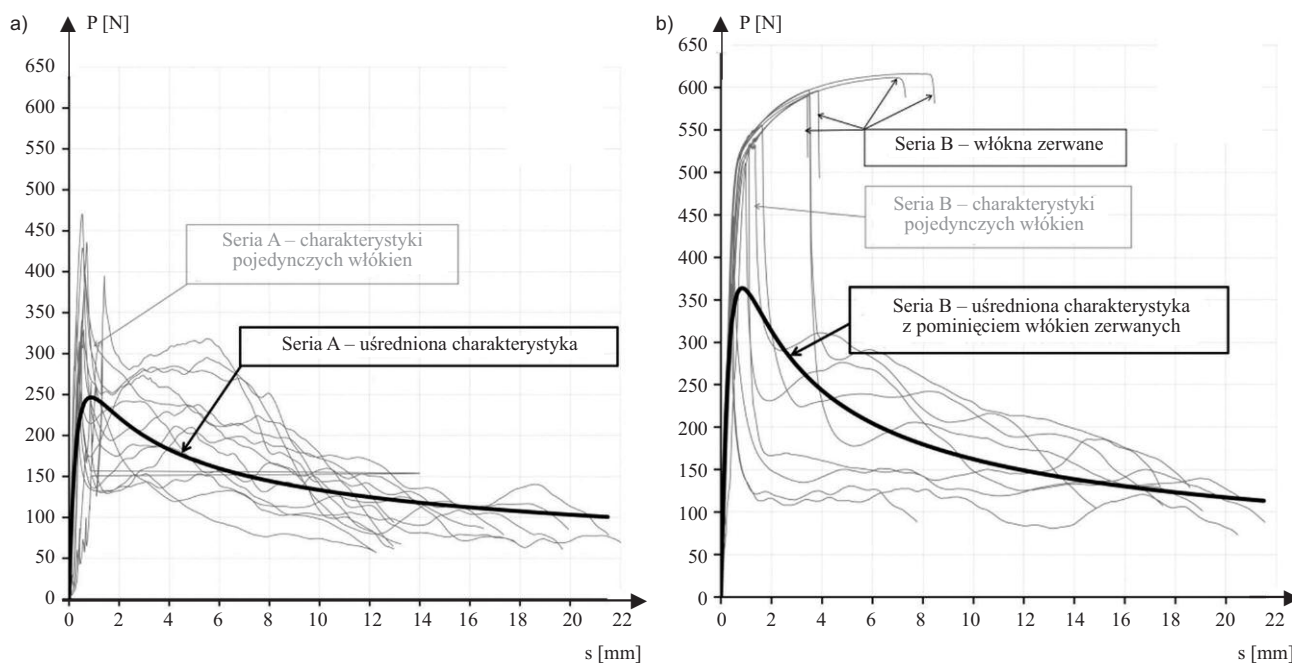 a)
P [N]
650
600
550
500
450
400
350
300
250
200
150
100
50
0
Seria A – charakterystyki
pojedynczych włókien
Seria A – uśredniona charakterystyka
0 2 4 6 8 10 12 14 16 18 20 22
s [mm]
b)
P [N]
650
600
550
500
450
400
350
300
250
200
150
100
50
0
Seria B – włókna zerwane
Seria B – charakterystyki
pojedynczych włókien
Seria B – uśredniona charakterystyka
z pominięciem włókien zerwanych
0 2 4 6 8 10 12 14 16 18 20 22
s [mm]